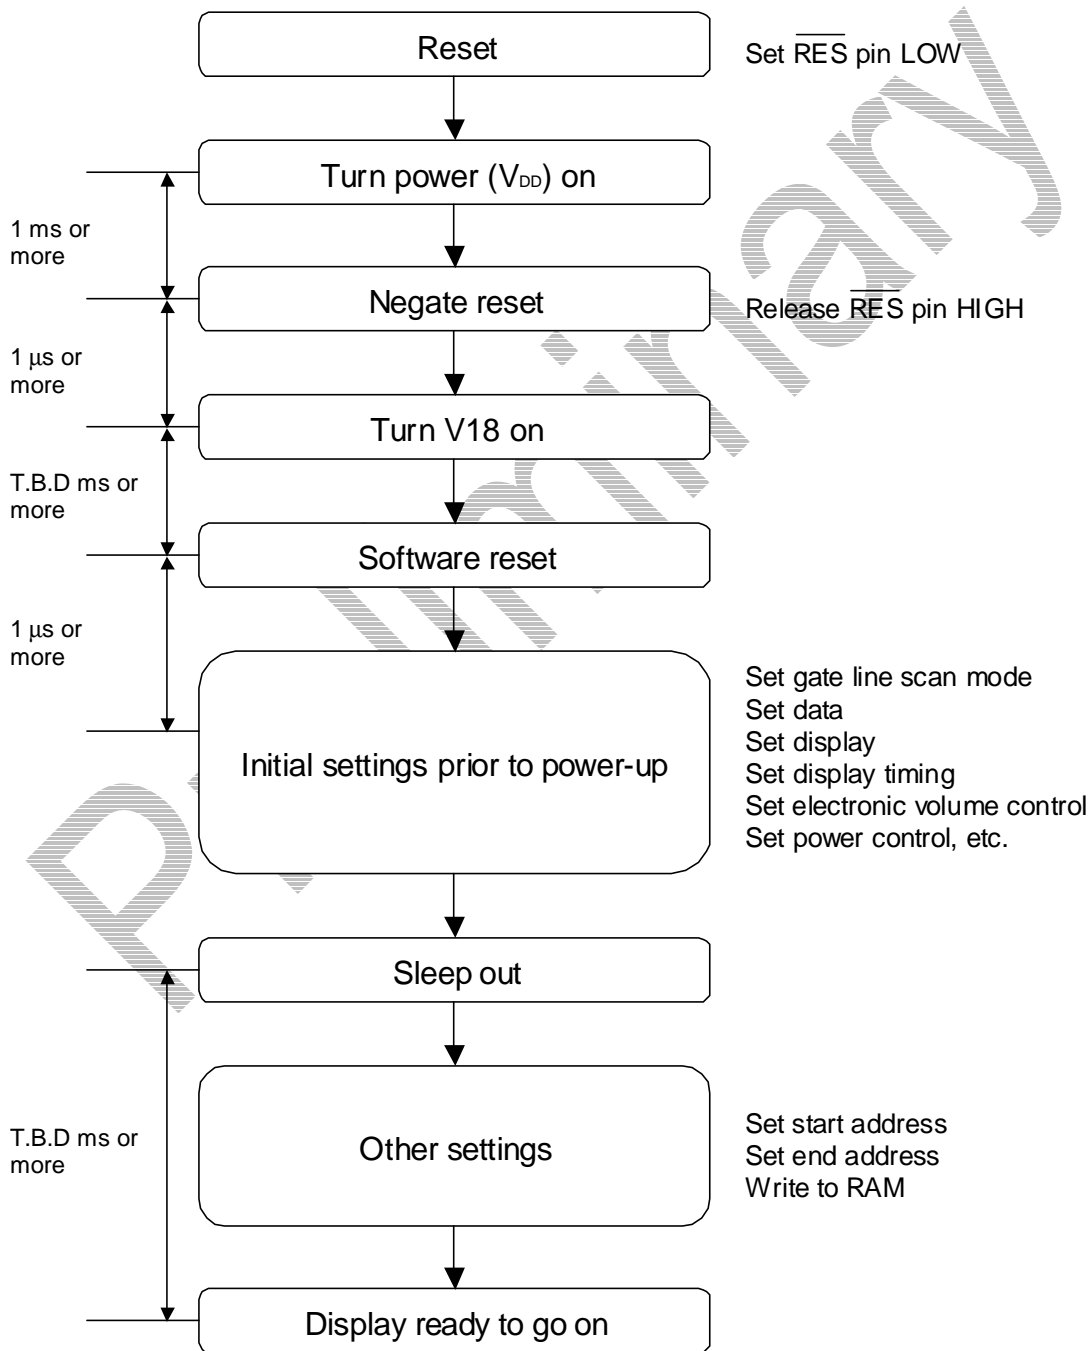 Reset
Set RES pin LOW
Turn power (VDD) on
1 ms or
more
Negate reset
Release RES pin HIGH
1 μs or
more
Turn V18 on
T.B.D ms or
more
Software reset
1 μs or
more
Initial settings prior to power-up
Set gate line scan mode
Set data
Set display
Set display timing
Set electronic volume control
Set power control, etc.
Sleep out
T.B.D ms or
more
Other settings
Set start address
Set end address
Write to RAM
Display ready to go on
Preliminary